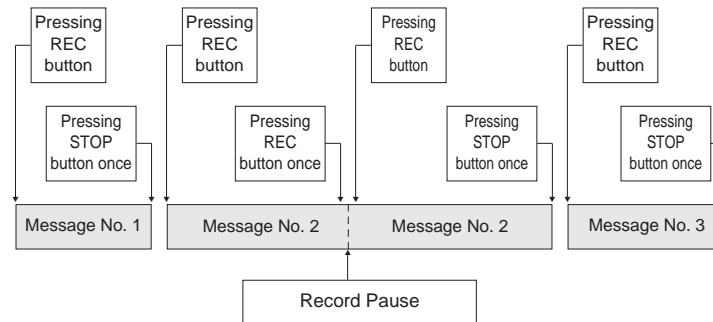 Pressing
REC
button
Pressing
REC
button
Pressing
REC
button
Pressing
REC
button
Pressing
STOP
button once
Pressing
REC
button once
Pressing
STOP
button once
Pressing
STOP
button once
Message No. 1
Message No. 2
Message No. 2
Message No. 3
Record Pause